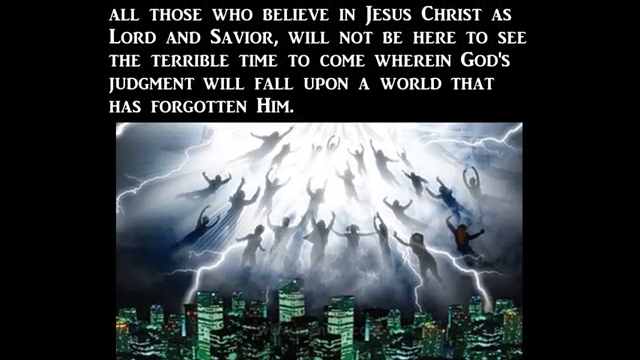 all those who believe in Jesus Christ as
Lord and Savior, will not be here to see
the terrible time to come wherein God's
judgment will fall upon a world that
has forgotten Him.